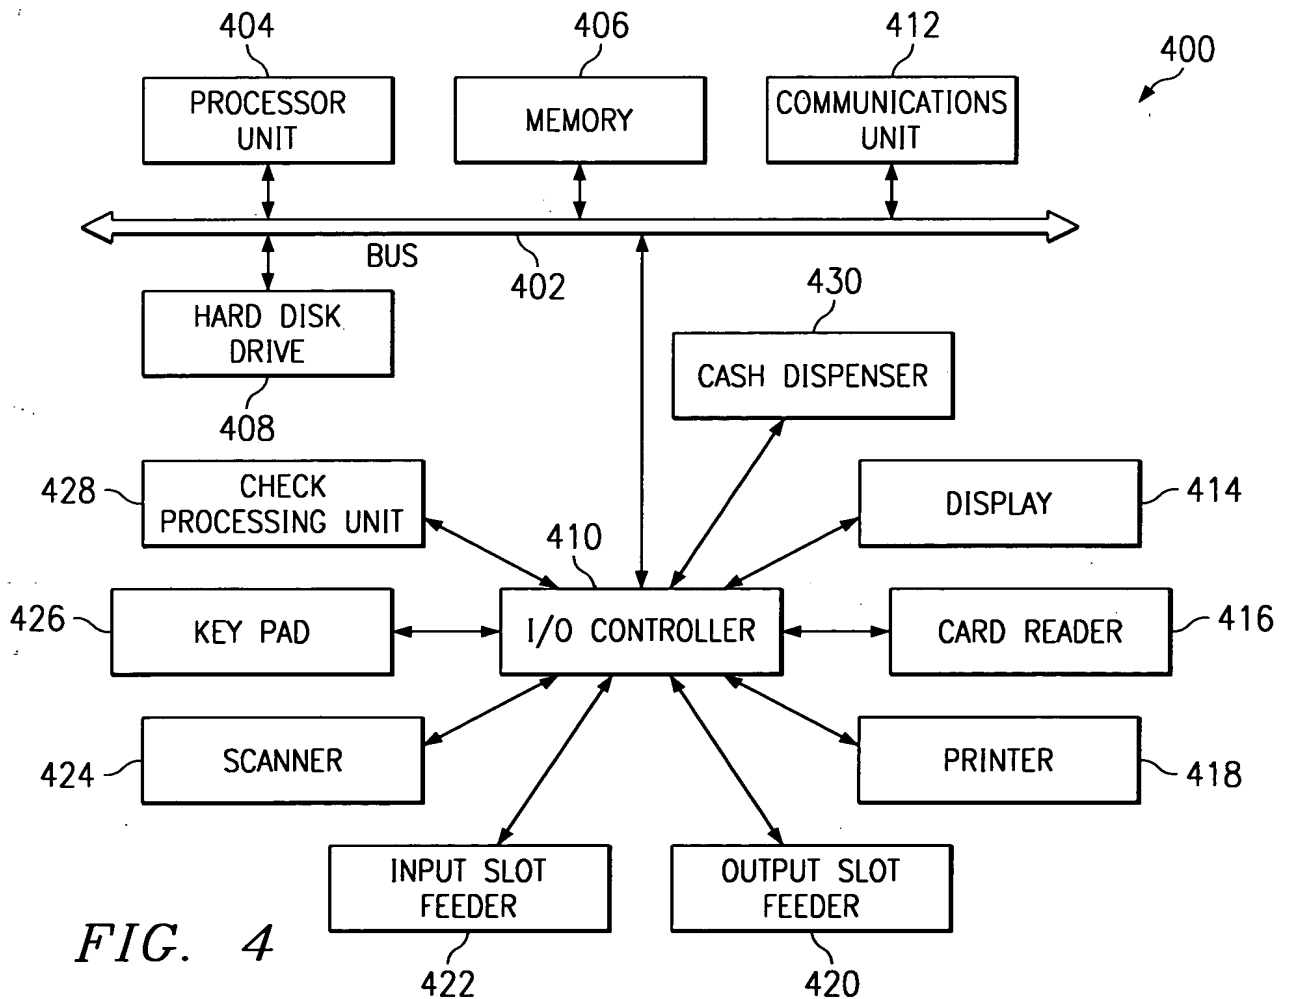 404
406
412
400
PROCESSOR
UNIT
MEMORY
COMMUNICATIONS
UNIT
BUS
402
HARD DISK
DRIVE
408
430
CASH DISPENSER
428
CHECK
PROCESSING UNIT
DISPLAY
414
410
426
KEY PAD
I/O CONTROLLER
CARD READER
416
424
SCANNER
PRINTER
418
INPUT SLOT
FEEDER
OUTPUT SLOT
FEEDER
422
420
FIG. 4